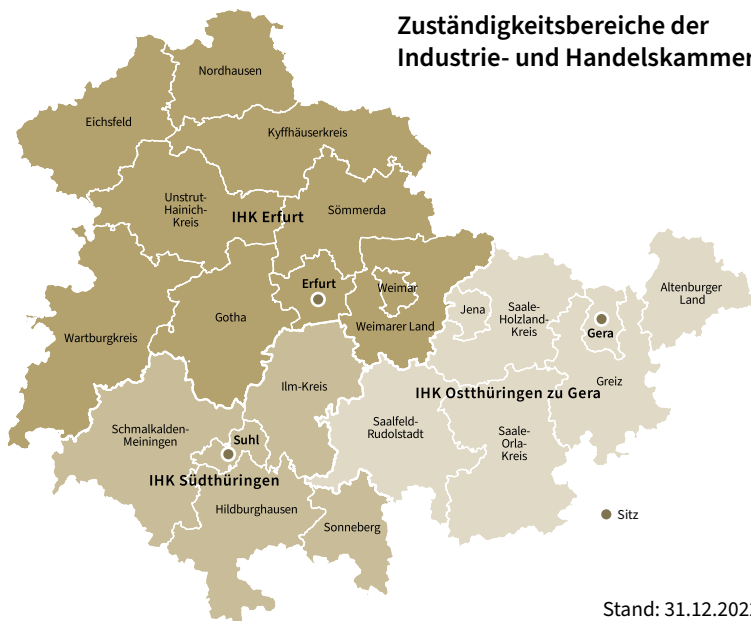 Zuständigkeitsbereiche der
Industrie- und Handelskammer
Nordhausen
Eichsfeld
Kyffhäuserkreis
Unstrut-
Hainich-
Kreis
IHK Erfurt
Sömmerda
Erfurt
Weimar
Altenburger
Land
Jena
Saale-
Holzland-
Kreis
Gera
Gotha
Weimarer Land
Wartburgkreis
Ilm-Kreis
Greiz
IHK Ostthüringen zu Gera
Schmalkalden-
Meiningen
Suhl
Saalfeld-
Rudolstadt
Saale-
Orla-
Kreis
IHK Südthüringen
Hildburghausen
Sonneberg
Sitz
Stand: 31.12.202